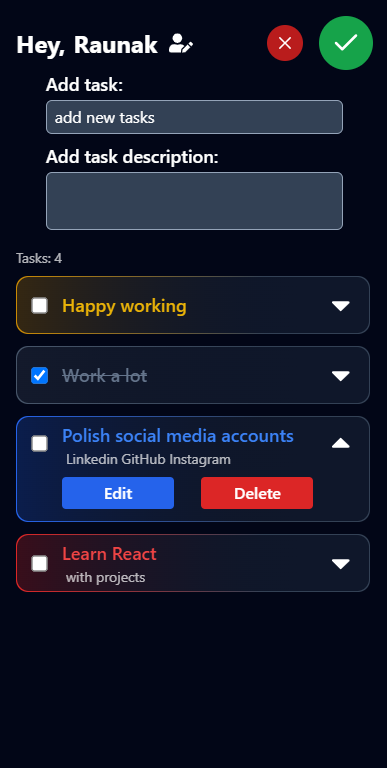 Hey, Raunak
Add task:
add new tasks
Add task description:
Tasks: 4
Happy working
Work a lot
Polish social media accounts
Linkedin GitHub Instagram
Edit Delete
Learn React
with projects